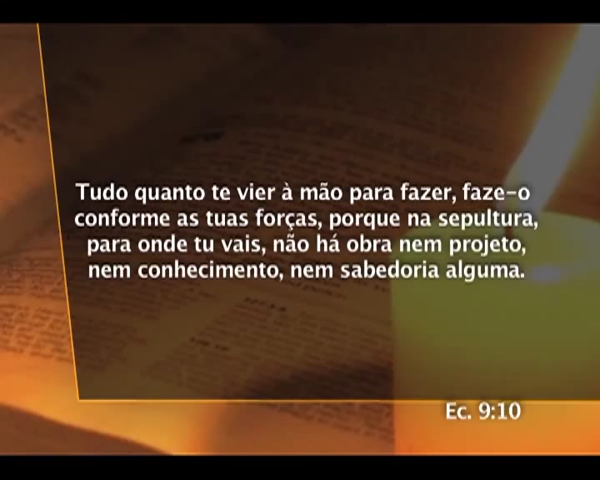 Tudo quanto te vier à mão para fazer, faze-o
conforme as tuas forças, porque na sepultura,
para onde tu vais, não há obra nem projeto,
nem conhecimento, nem sabedoria alguma.
Ec. 9:10